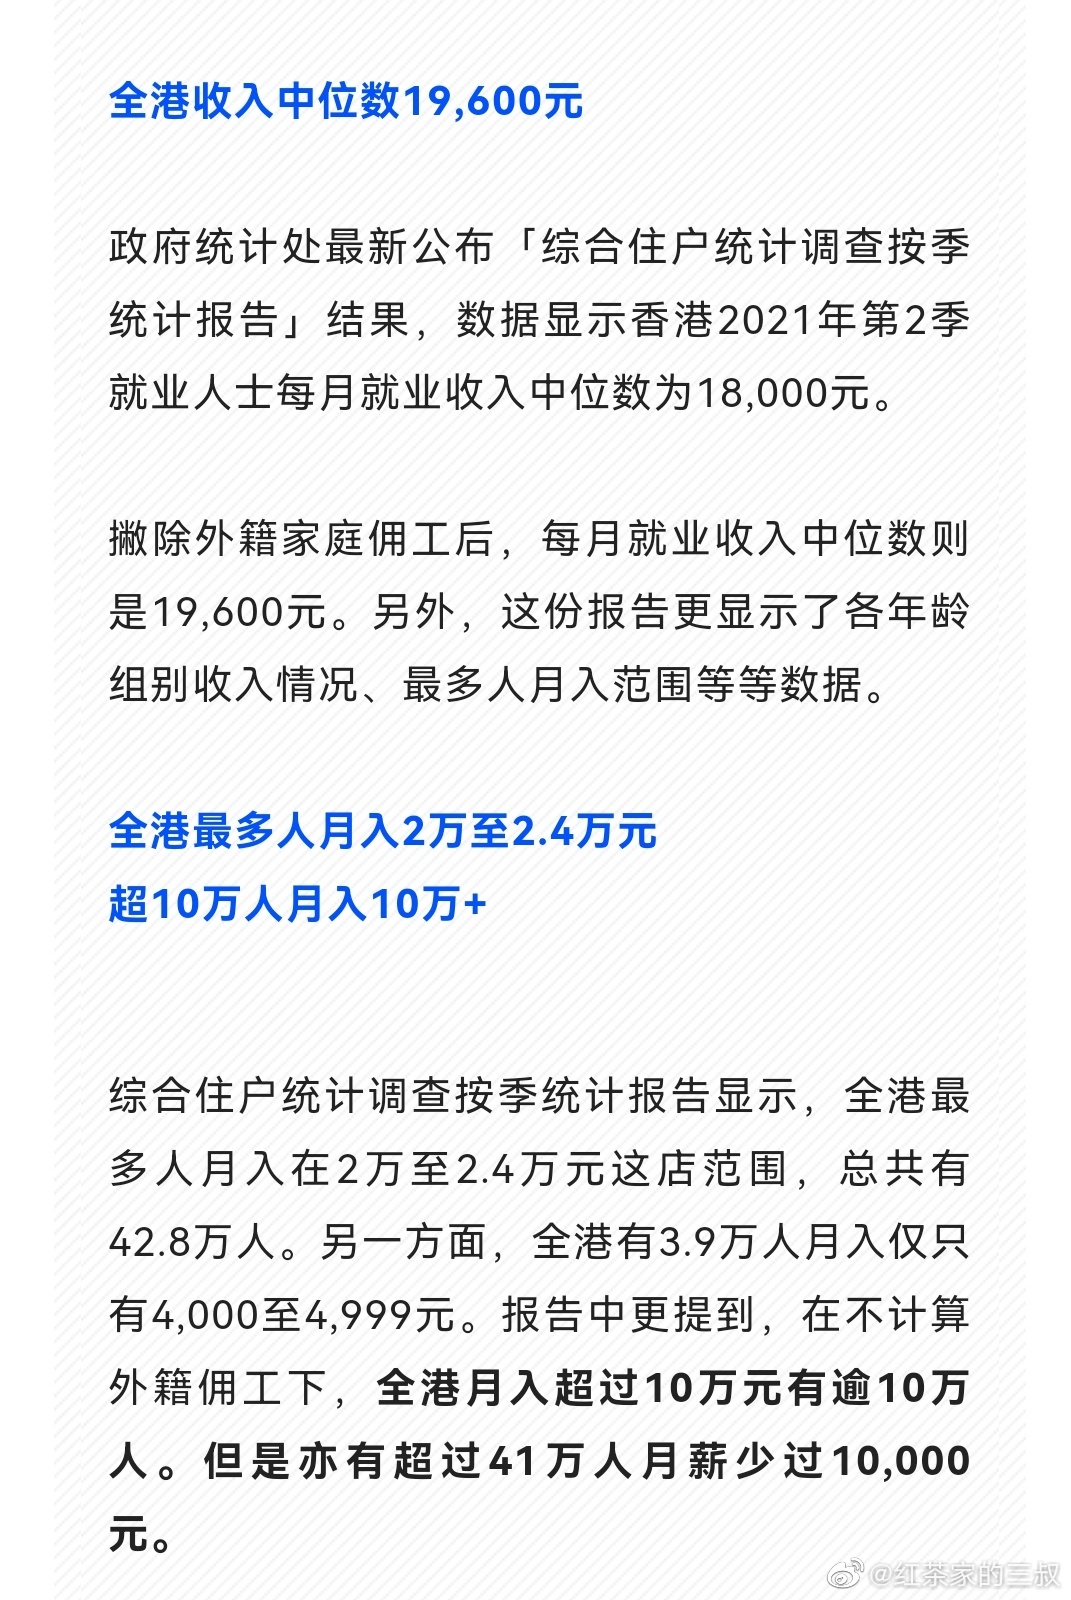 全港收入中位数19,600元
政府统计处最新公布「综合住户统计调查按季
统计报告」结果，数据显示香港2021年第2季
就业人士每月就业收入中位数为18,000元。
撇除外籍家庭佣工后，每月就业收入中位数则
是19,600元。另外，这份报告更显示了各年龄
组别收入情况、最多人月入范围等等数据。
全港最多人月入2万至2.4万元
超10万人月入10万+
综合住户统计调查按季统计报告显示，全港最
多人月入在2万至2.4万元这店范围，总共有
42.8万人。另一方面，全港有3.9万人月入仅只
有4,000至4,999元。报告中更提到，在不计算
外籍佣工下，全港月入超过10万元有逾10万
人。但是亦有超过41万人月薪少过10,000
元。
@红茶家的三叔